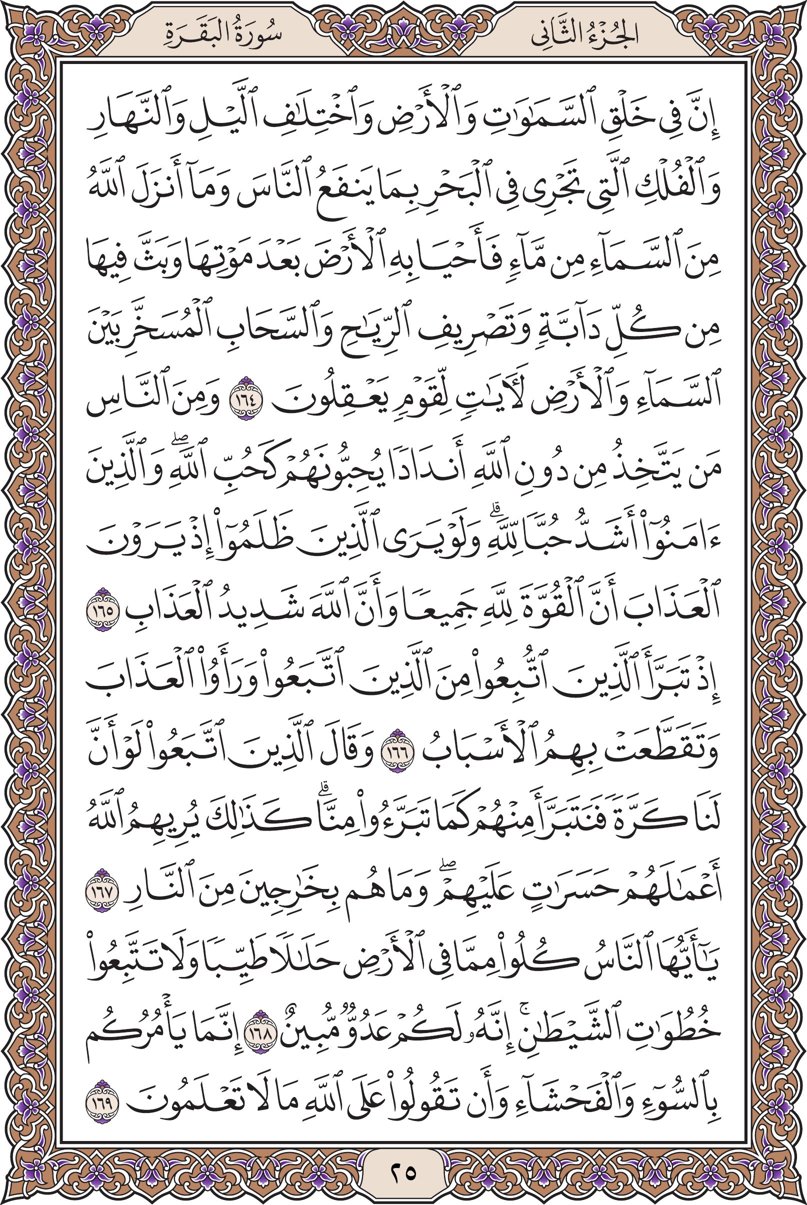 الجُزْءُ الثَّانِي
سُورَةُ البَقَرَةِ
إِنَّ فِي خَلْقِ ٱلسَّمَٰوَٰتِ وَٱلْأَرْضِ وَٱخْتِلَٰفِ ٱلَّيْلِ وَٱلنَّهَارِ
وَٱلْفُلْكِ ٱلَّتِي تَجْرِي فِي ٱلْبَحْرِ بِمَا يَنفَعُ ٱلنَّاسَ وَمَآ أَنزَلَ ٱللَّهُ
مِنَ ٱلسَّمَآءِ مِن مَّآءٍ فَأَحْيَا بِهِ ٱلْأَرْضَ بَعْدَ مَوْتِهَا وَبَثَّ فِيهَا
مِن كُلِّ دَآبَّةٍ وَتَصْرِيفِ ٱلرِّيَٰحِ وَٱلسَّحَابِ ٱلْمُسَخَّرِ بَيْنَ
ٱلسَّمَآءِ وَٱلْأَرْضِ لَأٓيَٰتٍ لِّقَوْمٍ يَعْقِلُونَ ١٦٤ وَمِنَ ٱلنَّاسِ
مَن يَتَّخِذُ مِن دُونِ ٱللَّهِ أَندَادًا يُحِبُّونَهُمْ كَحُبِّ ٱللَّهِۖ وَٱلَّذِينَ
ءَامَنُوٓا۟ أَشَدُّ حُبًّا لِّلَّهِۗ وَلَوْ يَرَى ٱلَّذِينَ ظَلَمُوٓا۟ إِذْ يَرَوْنَ
ٱلْعَذَابَ أَنَّ ٱلْقُوَّةَ لِلَّهِ جَمِيعًا وَأَنَّ ٱللَّهَ شَدِيدُ ٱلْعَذَابِ ١٦٥
إِذْ تَبَرَّأَ ٱلَّذِينَ ٱتُّبِعُوا۟ مِنَ ٱلَّذِينَ ٱتَّبَعُوا۟ وَرَأَوُا۟ ٱلْعَذَابَ
وَتَقَطَّعَتْ بِهِمُ ٱلْأَسْبَابُ ١٦٦ وَقَالَ ٱلَّذِينَ ٱتَّبَعُوا۟ لَوْ أَنَّ
لَنَا كَرَّةً فَنَتَبَرَّأَ مِنْهُمْ كَمَا تَبَرَّءُوا۟ مِنَّاۗ كَذَٰلِكَ يُرِيهِمُ ٱللَّهُ
أَعْمَٰلَهُمْ حَسَرَٰتٍ عَلَيْهِمْۖ وَمَا هُم بِخَٰرِجِينَ مِنَ ٱلنَّارِ ١٦٧
يَٰٓأَيُّهَا ٱلنَّاسُ كُلُوا۟ مِمَّا فِي ٱلْأَرْضِ حَلَٰلًا طَيِّبًا وَلَا تَتَّبِعُوا۟
خُطُوَٰتِ ٱلشَّيْطَٰنِۚ إِنَّهُۥ لَكُمْ عَدُوٌّ مُّبِينٌ ١٦٨ إِنَّمَا يَأْمُرُكُم
بِٱلسُّوٓءِ وَٱلْفَحْشَآءِ وَأَن تَقُولُوا۟ عَلَى ٱللَّهِ مَا لَا تَعْلَمُونَ ١٦٩
٢٥